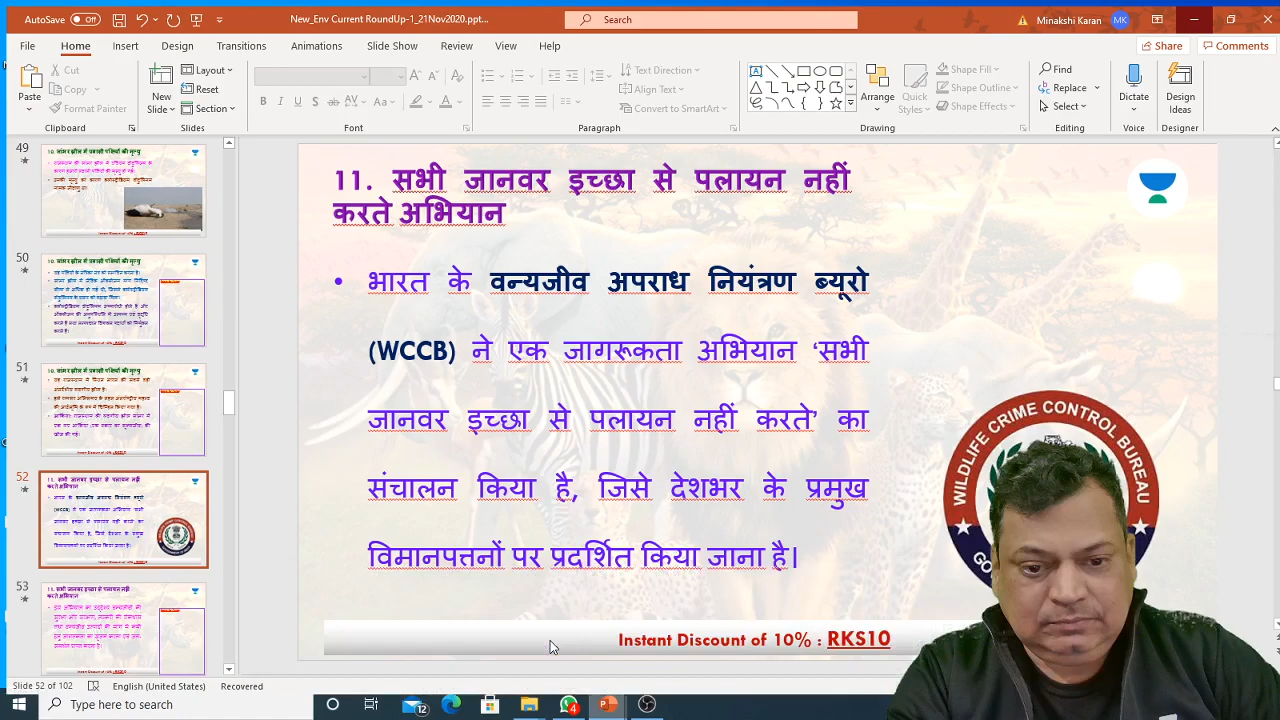 AutoSave Off New_Env Current RoundUp-1_21Nov2020.ppt... Search Minakshi Karan MK
File Home Insert Design Transitions Animations Slide Show Review View Help Share Comments
Paste Cut Copy Format Painter
New Slide Layout Reset Section
Text Direction Align Text Convert to SmartArt
Arrange Quick Styles Shape Fill Shape Outline Shape Effects
Find Replace Select
Dictate Design Ideas
Clipboard Slides Font Paragraph Drawing Editing Voice Designer
49
50
51
52
53
11. सभी जानवर इच्छा से पलायन नहीं
करते अभियान
• भारत के वन्यजीव अपराध नियंत्रण ब्यूरो
(WCCB) ने एक जागरूकता अभियान ‘सभी
जानवर इच्छा से पलायन नहीं करते’ का
संचालन किया है, जिसे देशभर के प्रमुख
विमानपत्तनों पर प्रदर्शित किया जाना है।
WILDLIFE CRIME CONTROL BUREAU
Instant Discount of 10% : RKS10
Slide 52 of 102 English (United States) Recovered
Type here to search 12 4